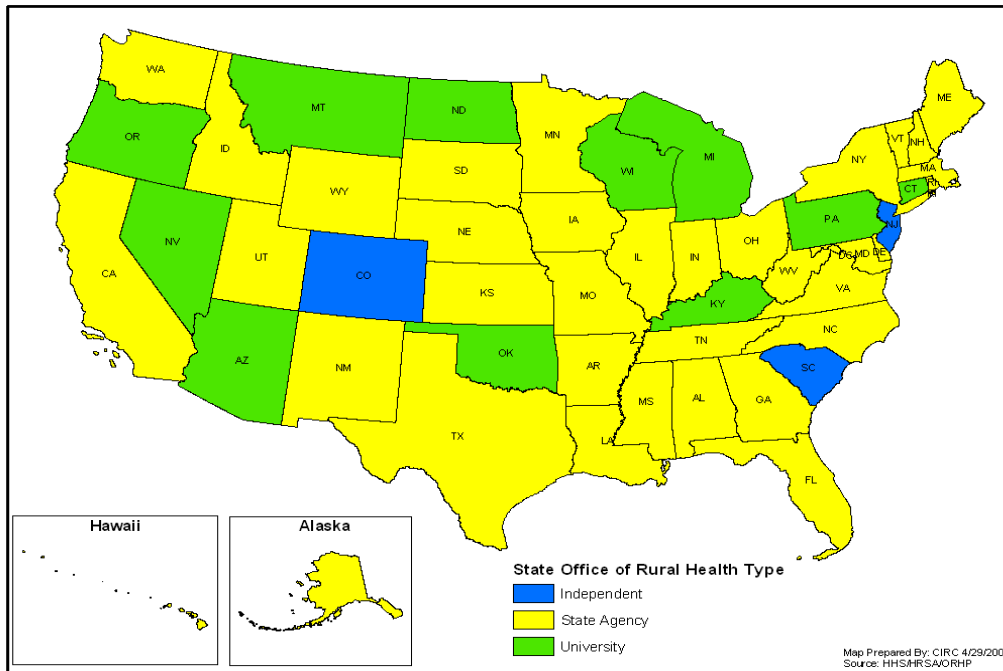 WA
ME
MT
ND
VT
NH
OR
MN
ID
NY
MA
SD
WI
MI
CT
WY
PA
IA
NJ
NE
OH
NV
IL
IN
DE
MD
UT
WV
CA
CO
VA
KS
MO
KY
NC
TN
AZ
OK
NM
AR
SC
MS
AL
GA
TX
LA
FL
Hawaii
Alaska
State Office of Rural Health Type
Independent
State Agency
University
Map Prepared By: CIRC 4/29/200
Source: HHS/HRSA/ORHP